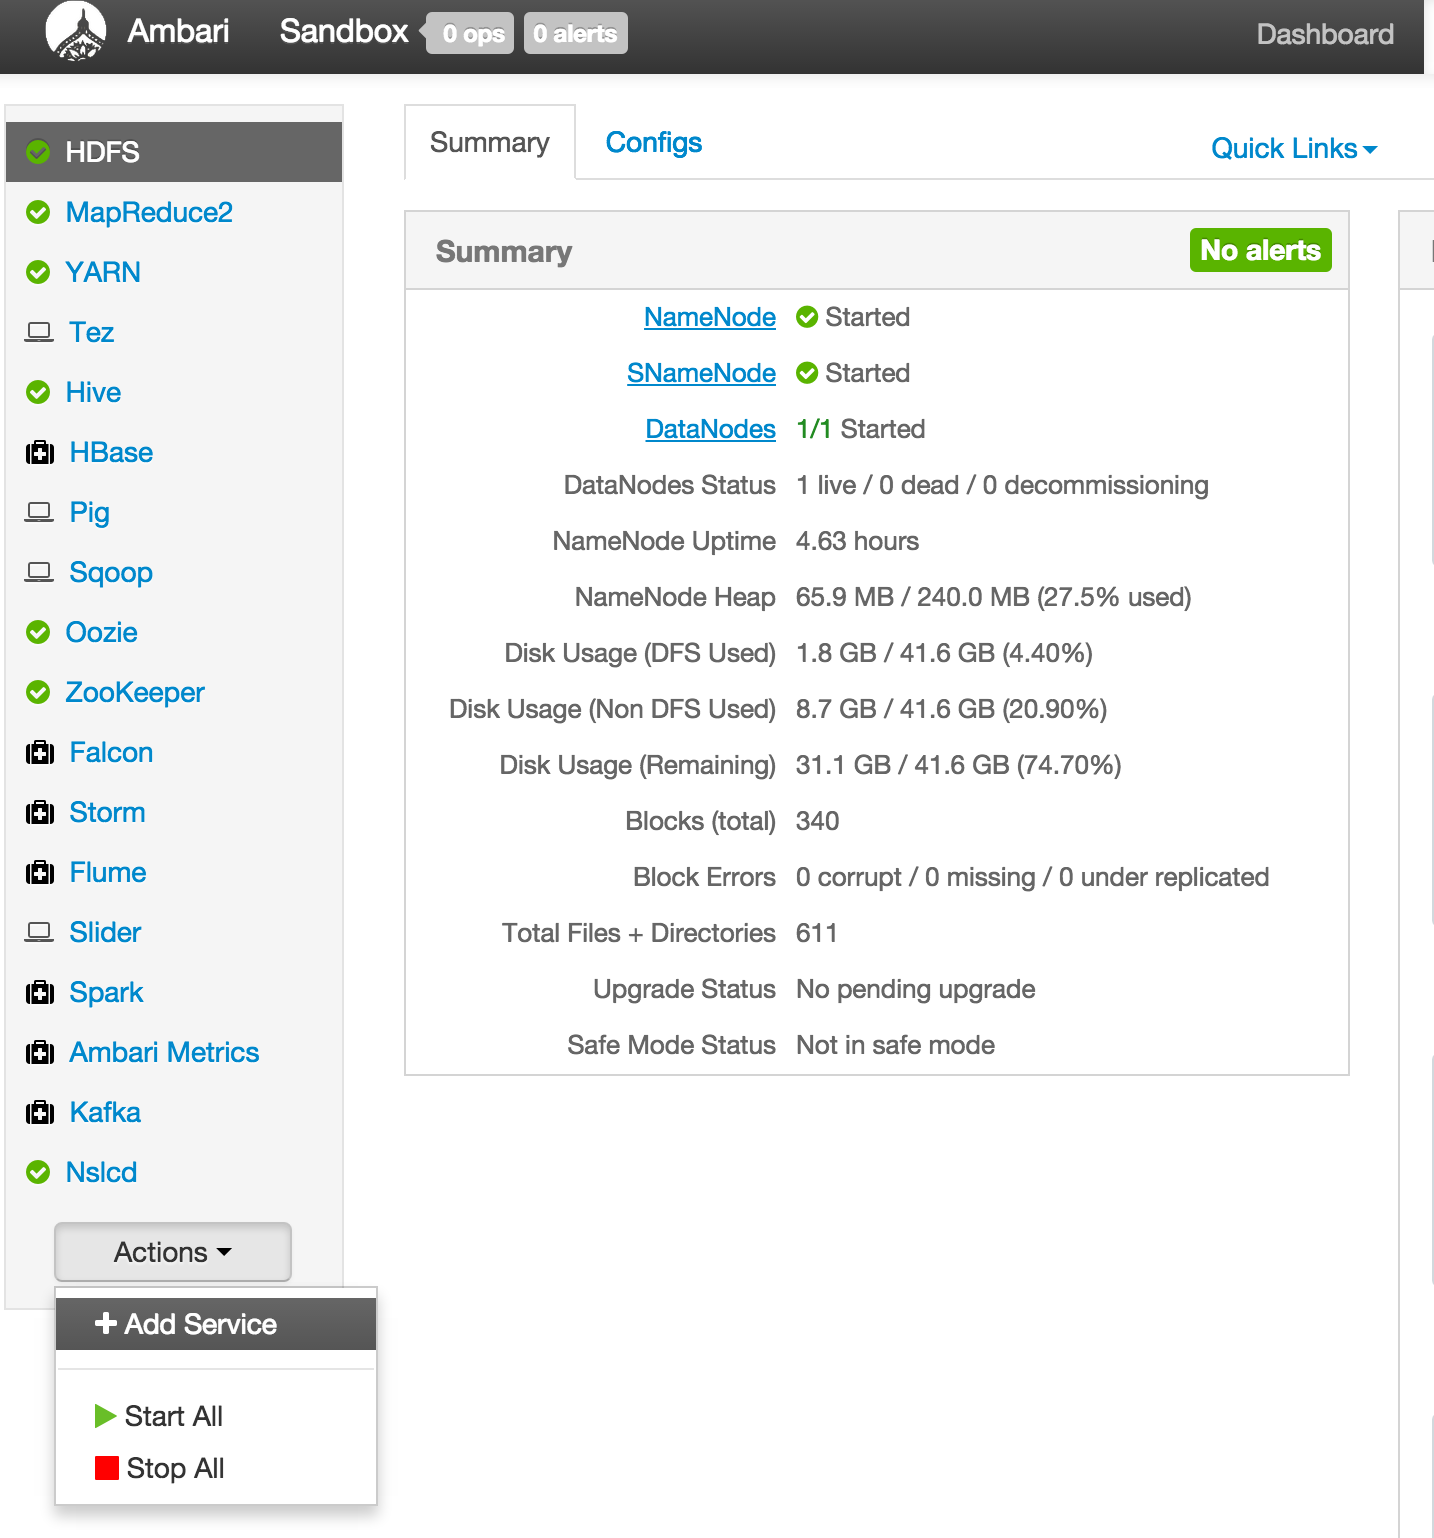 Ambari Sandbox 0 ops 0 alerts Dashboard
HDFS
MapReduce2
YARN
Tez
Hive
HBase
Pig
Sqoop
Oozie
ZooKeeper
Falcon
Storm
Flume
Slider
Spark
Ambari Metrics
Kafka
Nslcd
Actions
Add Service
Start All
Stop All
Summary Configs Quick Links
Summary No alerts
NameNode Started
SNameNode Started
DataNodes 1/1 Started
DataNodes Status 1 live / 0 dead / 0 decommissioning
NameNode Uptime 4.63 hours
NameNode Heap 65.9 MB / 240.0 MB (27.5% used)
Disk Usage (DFS Used) 1.8 GB / 41.6 GB (4.40%)
Disk Usage (Non DFS Used) 8.7 GB / 41.6 GB (20.90%)
Disk Usage (Remaining) 31.1 GB / 41.6 GB (74.70%)
Blocks (total) 340
Block Errors 0 corrupt / 0 missing / 0 under replicated
Total Files + Directories 611
Upgrade Status No pending upgrade
Safe Mode Status Not in safe mode